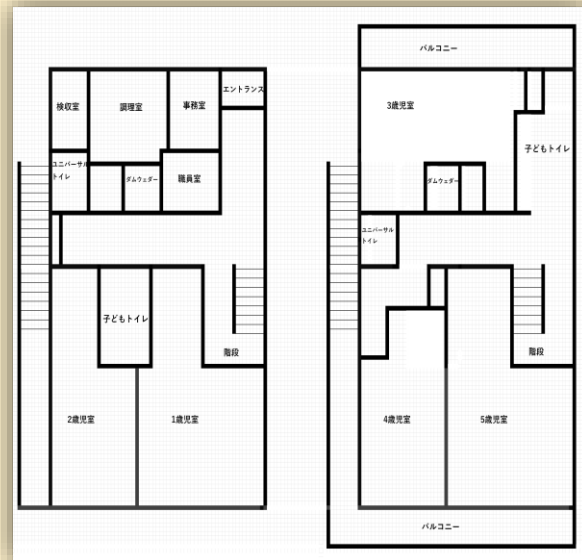 検収室
調理室
事務室
エントランス
ユニバーサル
トイレ
ダムウェダー
職員室
子どもトイレ
階段
2歳児室
1歳児室
バルコニー
3歳児室
子どもトイレ
ダムウェダー
ユニバーサル
トイレ
階段
4歳児室
5歳児室
バルコニー